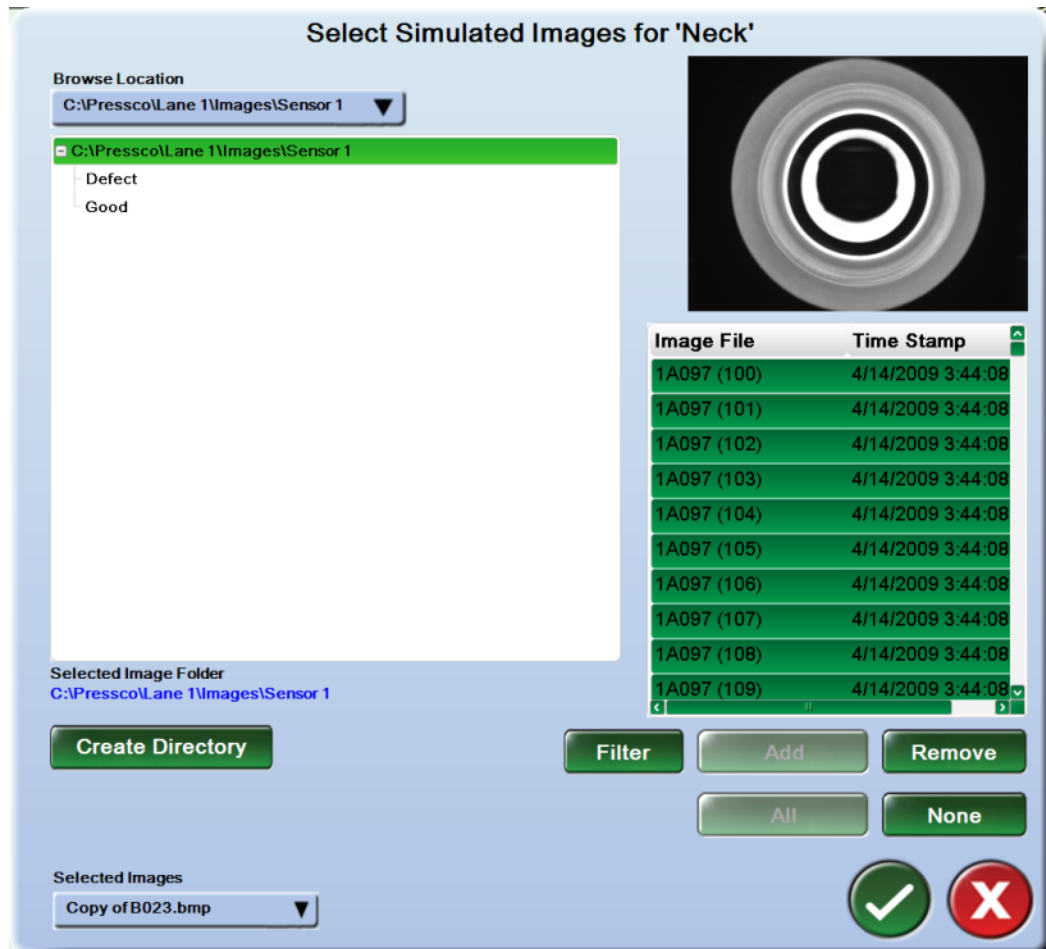 Select Simulated Images for 'Neck'
Browse Location
C:\Pressco\Lane 1\Images\Sensor 1
C:\Pressco\Lane 1\Images\Sensor 1
Defect
Good
Image File Time Stamp
1A097 (100) 4/14/2009 3:44:08
1A097 (101) 4/14/2009 3:44:08
1A097 (102) 4/14/2009 3:44:08
1A097 (103) 4/14/2009 3:44:08
1A097 (104) 4/14/2009 3:44:08
1A097 (105) 4/14/2009 3:44:08
1A097 (106) 4/14/2009 3:44:08
1A097 (107) 4/14/2009 3:44:08
1A097 (108) 4/14/2009 3:44:08
1A097 (109) 4/14/2009 3:44:08
Selected Image Folder
C:\Pressco\Lane 1\Images\Sensor 1
Create Directory
Filter Add Remove
All None
Selected Images
Copy of B023.bmp